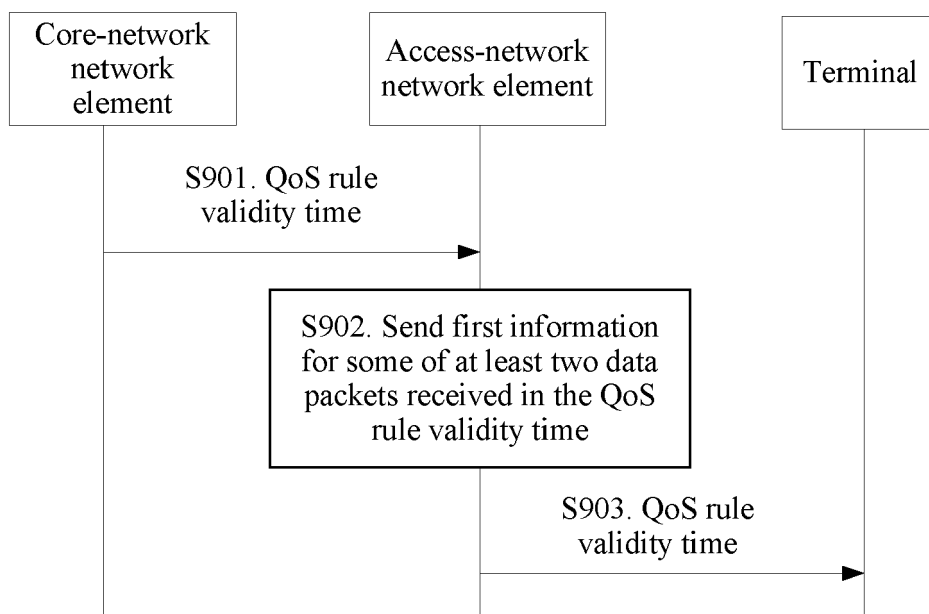 Core-network
network
element
Access-network
network element
Terminal
S901. QoS rule
validity time
S902. Send first information
for some of at least two data
packets received in the QoS
rule validity time
S903. QoS rule
validity time